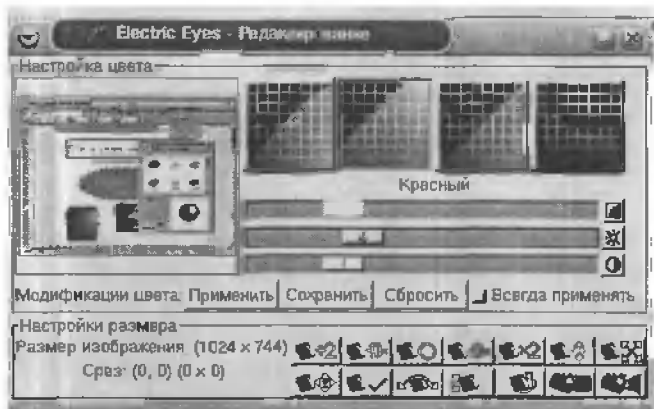 Electric Eyes - Редактирование
Настройка цвета
Красный
Модификации цвета: Применить Сохранить Сбросить Всегда применять
Настройки размера
Размер изображения (1024 x 744)
Срез: (0, 0) (0 x 0)